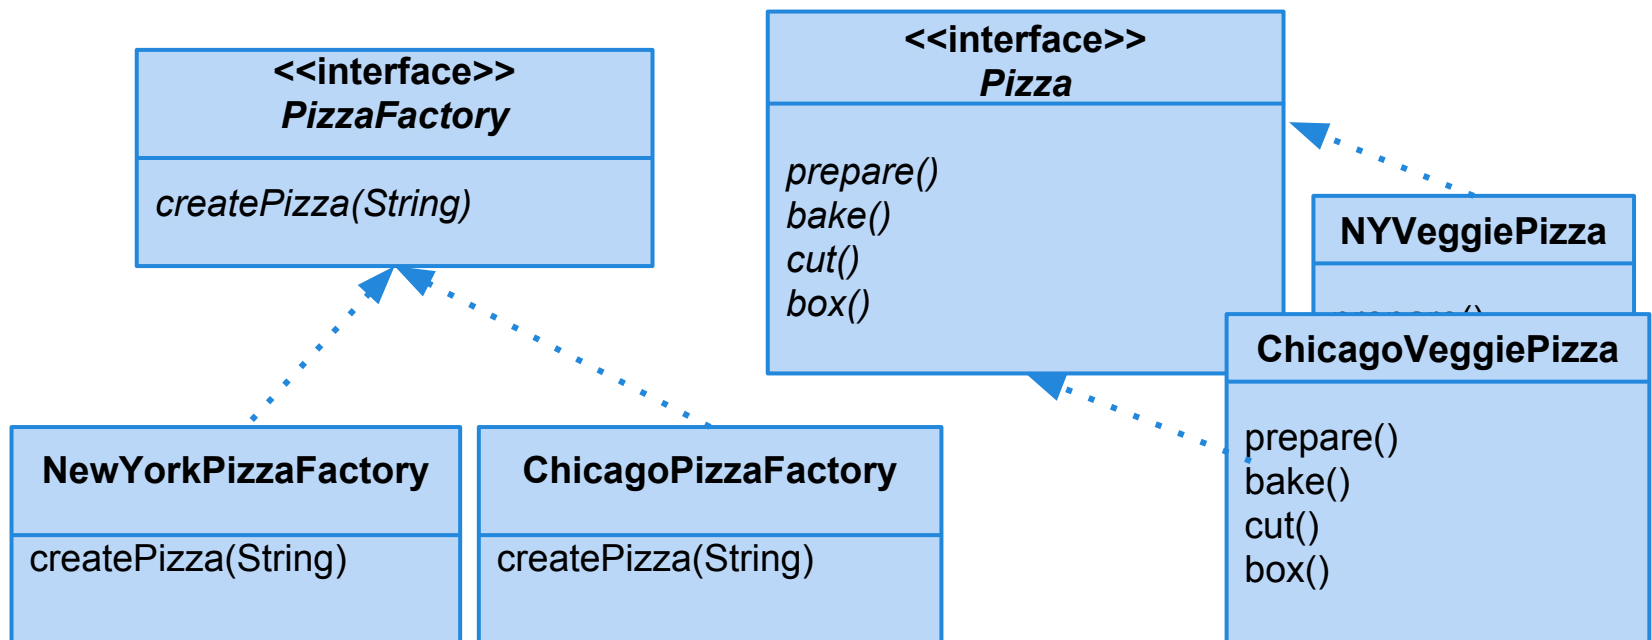 <<interface>>
PizzaFactory
createPizza(String)
<<interface>>
Pizza
prepare()
bake()
cut()
box()
NYVeggiePizza
prepare()
ChicagoVeggiePizza
prepare()
bake()
cut()
box()
NewYorkPizzaFactory
createPizza(String)
ChicagoPizzaFactory
createPizza(String)